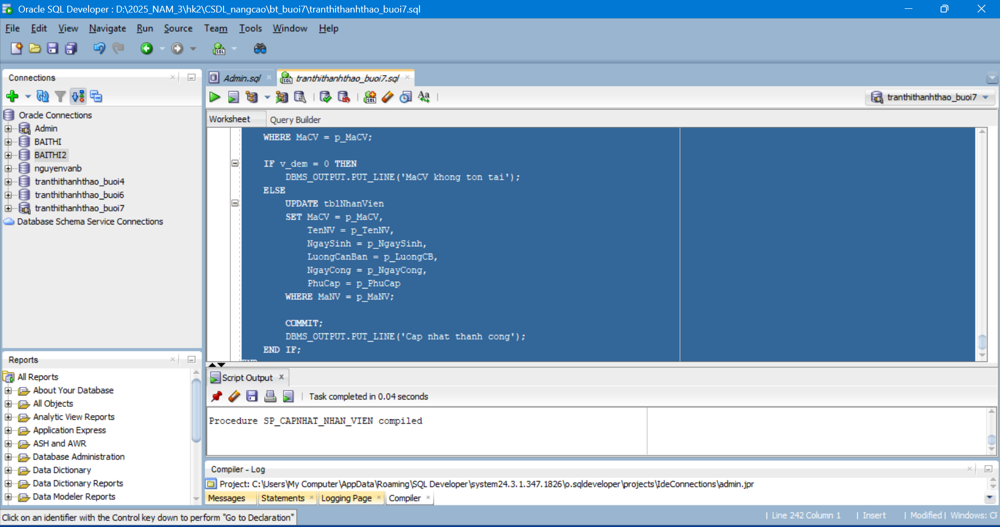 Oracle SQL Developer : D:\2025_NAM_3\hk2\CSDL_nangcao\bt_buoi7\tranthithanhthao_buoi7.sql
File Edit View Navigate Run Source Team Tools Window Help
Connections
Oracle Connections
Admin
BAITHI
BAITHI2
nguyenvanb
tranthithanhthao_buoi4
tranthithanhthao_buoi6
tranthithanhthao_buoi7
Database Schema Service Connections
Reports
All Reports
About Your Database
All Objects
Analytic View Reports
Application Express
ASH and AWR
Database Administration
Data Dictionary
Data Dictionary Reports
Data Modeler Reports
Admin.sql
tranthithanhthao_buoi7.sql
tranthithanhthao_buoi7
Worksheet Query Builder
WHERE MaCV = p_MaCV;
IF v_dem = 0 THEN
DBMS_OUTPUT.PUT_LINE('MaCV khong ton tai');
ELSE
UPDATE tblNhanVien
SET MaCV = p_MaCV,
TenNV = p_TenNV,
NgaySinh = p_NgaySinh,
LuongCanBan = p_LuongCB,
NgayCong = p_NgayCong,
PhuCap = p_PhuCap
WHERE MaNV = p_MaNV;
COMMIT;
DBMS_OUTPUT.PUT_LINE('Cap nhat thanh cong');
END IF;
Script Output
Task completed in 0.04 seconds
Procedure SP_CAPNHAT_NHAN_VIEN compiled
Compiler - Log
Project: C:\Users\My Computer\AppData\Roaming\SQL Developer\system24.3.1.347.1826\o.sqldeveloper\projects\IdeConnections\admin.jpr
Messages Statements Logging Page Compiler
Click on an identifier with the Control key down to perform "Go to Declaration"
| Line 242 Column 1 | Insert | Modified | Windows: